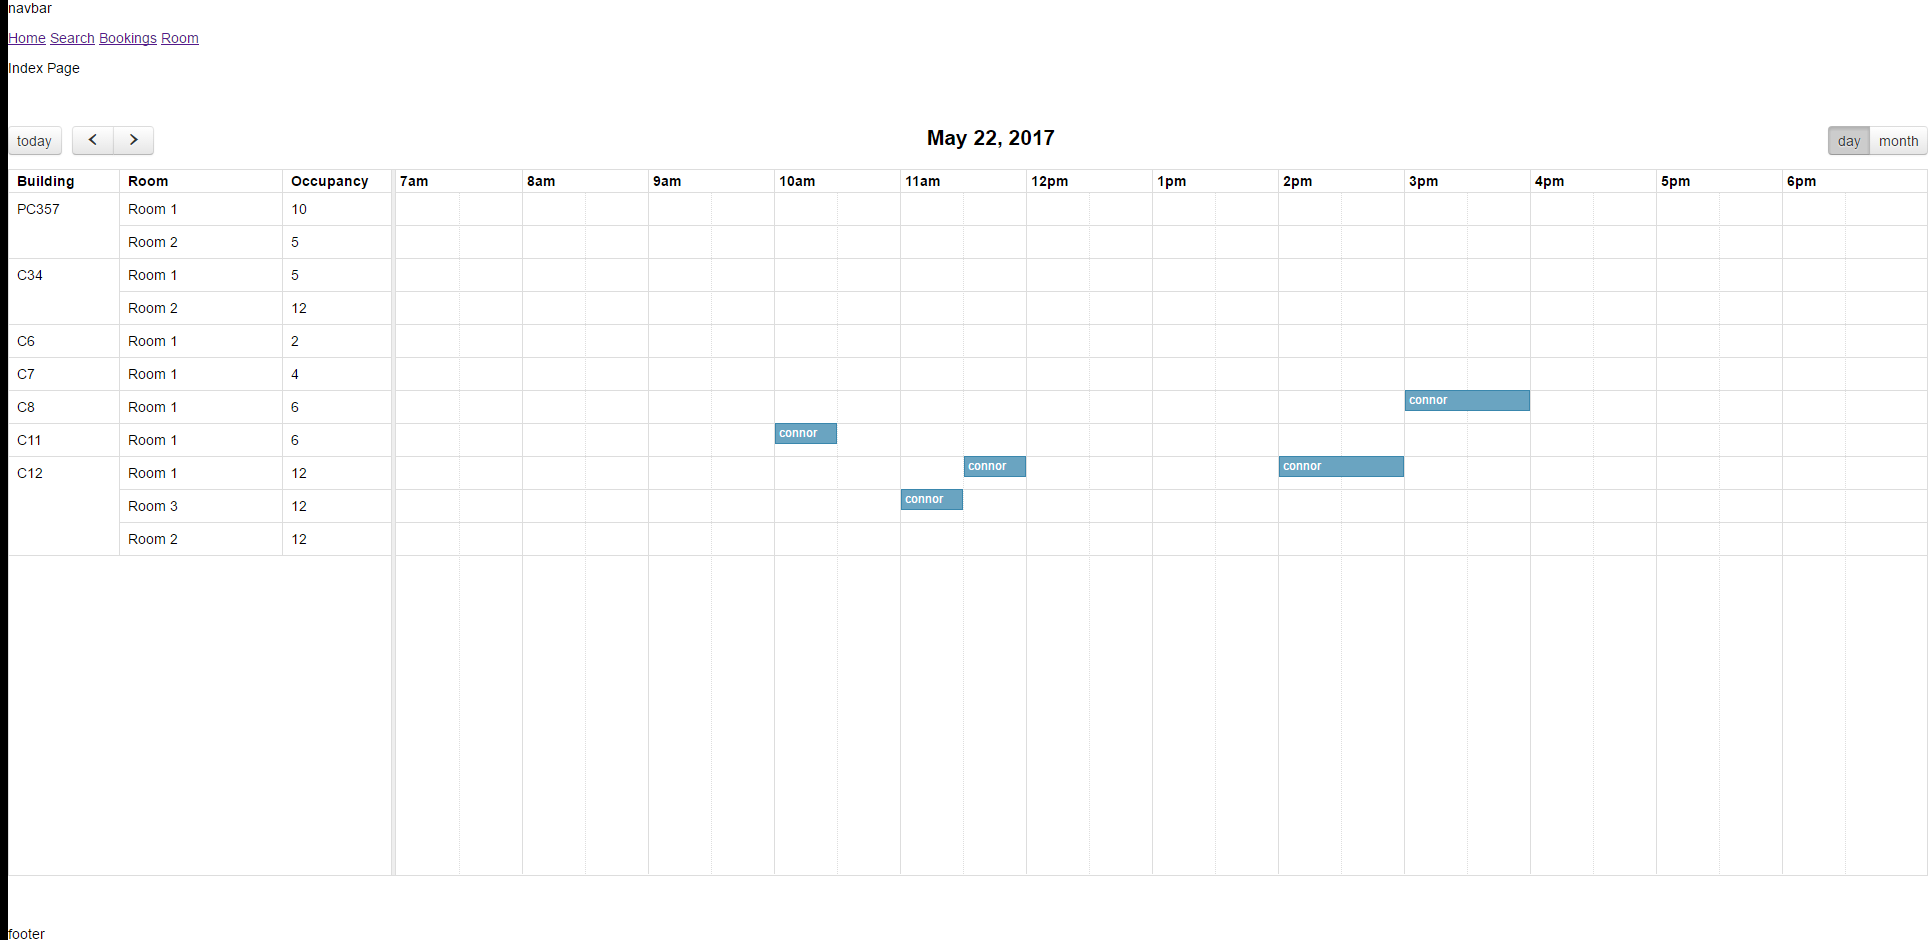 navbar
Home Search Bookings Room
Index Page
today May 22, 2017 day month
Building Room Occupancy 7am 8am 9am 10am 11am 12pm 1pm 2pm 3pm 4pm 5pm 6pm
PC357 Room 1 10
Room 2 5
C34 Room 1 5
Room 2 12
C6 Room 1 2
C7 Room 1 4
C8 Room 1 6 connor
C11 Room 1 6 connor
C12 Room 1 12 connor connor
Room 3 12 connor
Room 2 12
footer